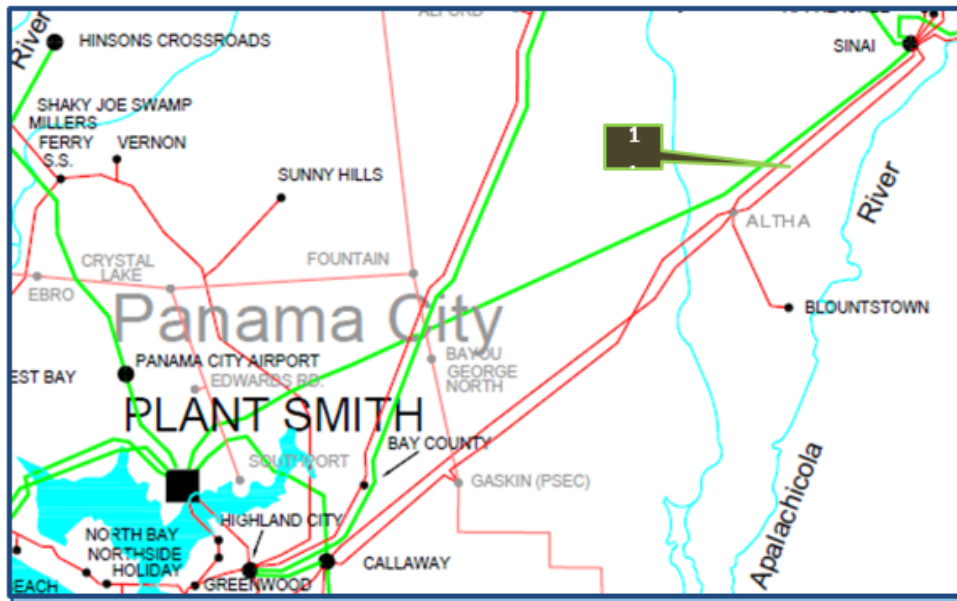 ALFORD
River
HINSONS CROSSROADS
SINAI
SHAKY JOE SWAMP
MILLERS
FERRY
S.S.
VERNON
1
.
SUNNY HILLS
River
ALTHA
CRYSTAL
LAKE
FOUNTAIN
EBRO
Panama City
BLOUNTSTOWN
PANAMA CITY AIRPORT
BAYOU
GEORGE
NORTH
EST BAY
EDWARDS RD.
PLANT SMITH
BAY COUNTY
SOUTHPORT
GASKIN (PSEC)
Apalachicola
HIGHLAND CITY
NORTH BAY
NORTHSIDE
HOLIDAY
CALLAWAY
GREENWOOD
EACH